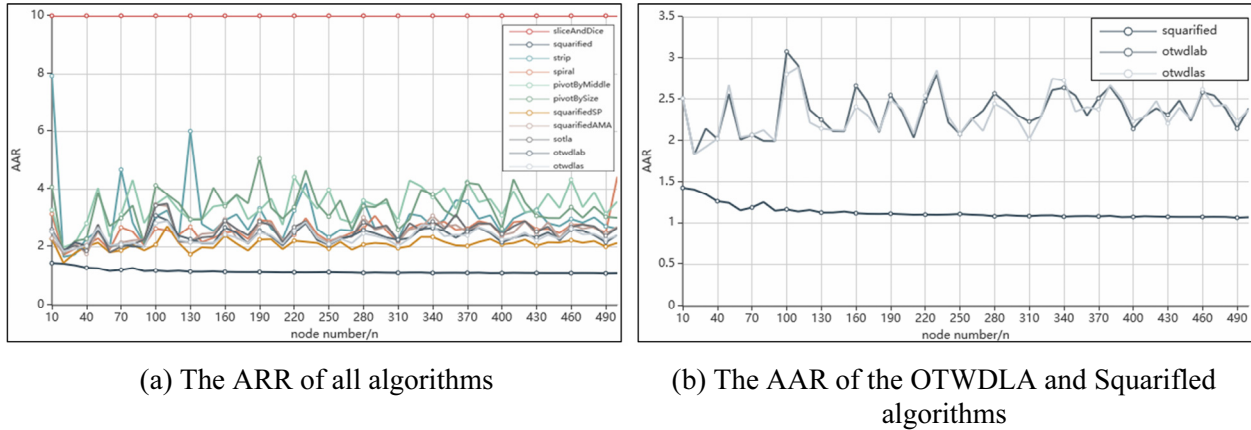 10
8
6
4
2
0
AAR
10 40 70 100 130 160 190 220 250 280 310 340 370 400 430 460 490
node number/n
sliceAndDice
squarified
strip
spiral
pivotByMiddle
pivotBySize
squarifiedSP
squarifiedAMA
sotla
otwdlab
otwdlas
3.5
3
2.5
2
1.5
1
0.5
0
AAR
10 40 70 100 130 160 190 220 250 280 310 340 370 400 430 460 490
node number/n
squarified
otwdlab
otwdlas
(a) The ARR of all algorithms
(b) The AAR of the OTWDLA and Squarifled
algorithms